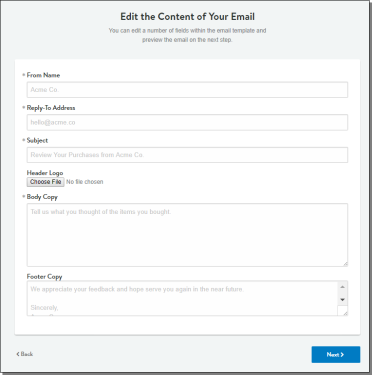 Edit the Content of Your Email
You can edit a number of fields within the email template and
preview the email on the next step.
* From Name
Acme Co.
* Reply-To Address
hello@acme.co
* Subject
Review Your Purchases from Acme Co.
Header Logo
Choose File No file chosen
* Body Copy
Tell us what you thought of the items you bought.
Footer Copy
We appreciate your feedback and hope serve you again in the near future.
Sincerely,
< Back
Next >